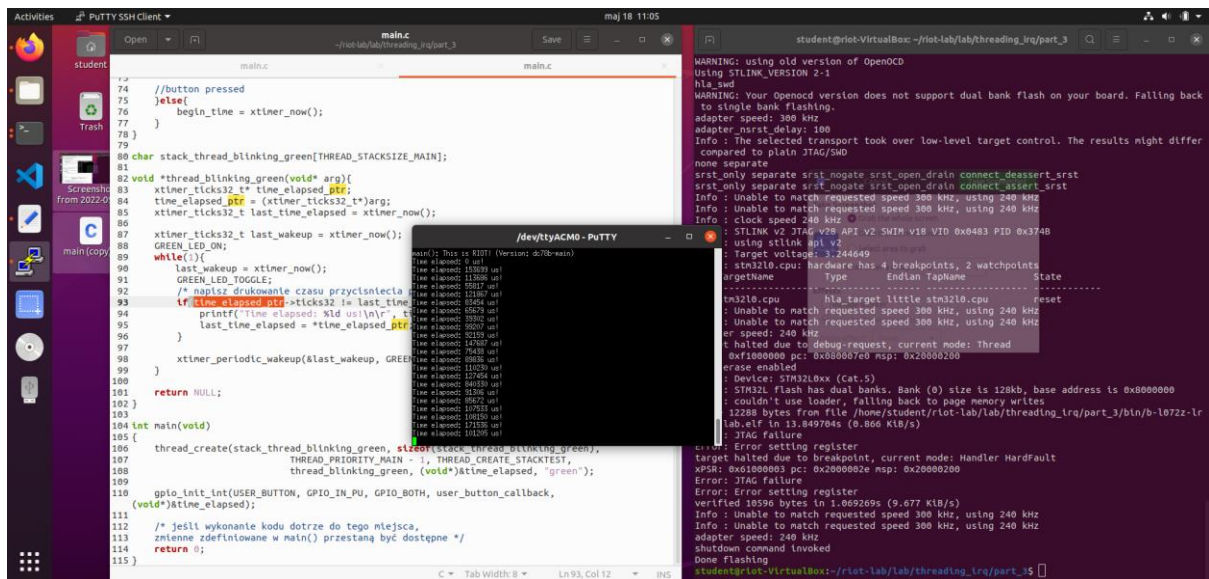 Activities
PuTTY SSH Client
maj 18 11:05
student
Trash
Screensho
from 2022-0
main (copy)
Open
main.c
~/riot-lab/lab/threading_irq/part_3
Save
main.c
main.c
73
74 //button pressed
75 }else{
76 begin_time = xtimer_now();
77 }
78 }
79
80 char stack_thread_blinking_green[THREAD_STACKSIZE_MAIN];
81
82 void *thread_blinking_green(void* arg){
83 xtimer_ticks32_t* time_elapsed_ptr;
84 time_elapsed_ptr = (xtimer_ticks32_t*)arg;
85 xtimer_ticks32_t last_time_elapsed = xtimer_now();
86
87 xtimer_ticks32_t last_wakeup = xtimer_now();
88 GREEN_LED_ON;
89 while(1){
90 last_wakeup = xtimer_now();
91 GREEN_LED_TOGGLE;
92 /* napisz drukowanie czasu przycisniecia p
93 if(time_elapsed_ptr->ticks32 != last_time_
94 printf("Time elapsed: %ld us!\n\r", ti
95 last_time_elapsed = *time_elapsed_ptr;
96 }
97
98 xtimer_periodic_wakeup(&last_wakeup, GREE
99 }
100
101 return NULL;
102 }
103
104 int main(void)
105 {
106 thread_create(stack_thread_blinking_green, sizeof(stack_thread_blinking_green),
107 THREAD_PRIORITY_MAIN - 1, THREAD_CREATE_STACKTEST,
108 thread_blinking_green, (void*)&time_elapsed, "green");
109
110 gpio_init_int(USER_BUTTON, GPIO_IN_PU, GPIO_BOTH, user_button_callback,
(void*)&time_elapsed);
111
112 /* jeśli wykonanie kodu dotrze do tego miejsca,
113 zmienne zdefiniowane w main() przestaną być dostępne */
114 return 0;
115 }
C
Tab Width: 8
Ln 93, Col 12
INS
/dev/ttyACM0 - PuTTY
main(): This is RIOT! (Version: dc78b-main)
Time elapsed: 0 us!
Time elapsed: 153699 us!
Time elapsed: 113686 us!
Time elapsed: 55817 us!
Time elapsed: 121867 us!
Time elapsed: 83454 us!
Time elapsed: 65679 us!
Time elapsed: 39302 us!
Time elapsed: 99207 us!
Time elapsed: 92159 us!
Time elapsed: 147687 us!
Time elapsed: 75438 us!
Time elapsed: 89836 us!
Time elapsed: 110230 us!
Time elapsed: 127454 us!
Time elapsed: 840330 us!
Time elapsed: 91306 us!
Time elapsed: 85672 us!
Time elapsed: 107533 us!
Time elapsed: 108150 us!
Time elapsed: 171536 us!
Time elapsed: 101205 us!
student@riot-VirtualBox: ~/riot-lab/lab/threading_irq/part_3
WARNING: using old version of OpenOCD
Using STLINK_VERSION 2-1
hla_swd
WARNING: Your Openocd version does not support dual bank flash on your board. Falling back
to single bank flashing.
adapter speed: 300 kHz
adapter_nsrst_delay: 100
Info : The selected transport took over low-level target control. The results might differ
compared to plain JTAG/SWD
none separate
srst_only separate srst_nogate srst_open_drain connect_deassert_srst
srst_only separate srst_nogate srst_open_drain connect_assert_srst
Info : Unable to match requested speed 300 kHz, using 240 kHz
Info : Unable to match requested speed 300 kHz, using 240 kHz
Info : clock speed 240 kHz
: STLINK v2 JTAG v28 API v2 SWIM v18 VID 0x0483 PID 0x374B
: using stlink api v2
: Target voltage: 3.244649
: stm32l0.cpu: hardware has 4 breakpoints, 2 watchpoints
argetName Type Endian TapName State
tm32l0.cpu hla_target little stm32l0.cpu reset
: Unable to match requested speed 300 kHz, using 240 kHz
: Unable to match requested speed 300 kHz, using 240 kHz
er speed: 240 kHz
t halted due to debug-request, current mode: Thread
0xf1000000 pc: 0x080007e0 msp: 0x20000200
erase enabled
: Device: STM32L0xx (Cat.5)
: STM32L flash has dual banks. Bank (0) size is 128kb, base address is 0x8000000
: couldn't use loader, falling back to page memory writes
12288 bytes from file /home/student/riot-lab/lab/threading_irq/part_3/bin/b-l072z-lr
lab.elf in 13.849704s (0.866 KiB/s)
: JTAG failure
Error: Error setting register
target halted due to breakpoint, current mode: Handler HardFault
xPSR: 0x61000003 pc: 0x2000002e msp: 0x20000200
Error: JTAG failure
Error: Error setting register
verified 10596 bytes in 1.069269s (9.677 KiB/s)
Info : Unable to match requested speed 300 kHz, using 240 kHz
Info : Unable to match requested speed 300 kHz, using 240 kHz
adapter speed: 240 kHz
shutdown command invoked
Done flashing
student@riot-VirtualBox:~/riot-lab/lab/threading_irq/part_3$